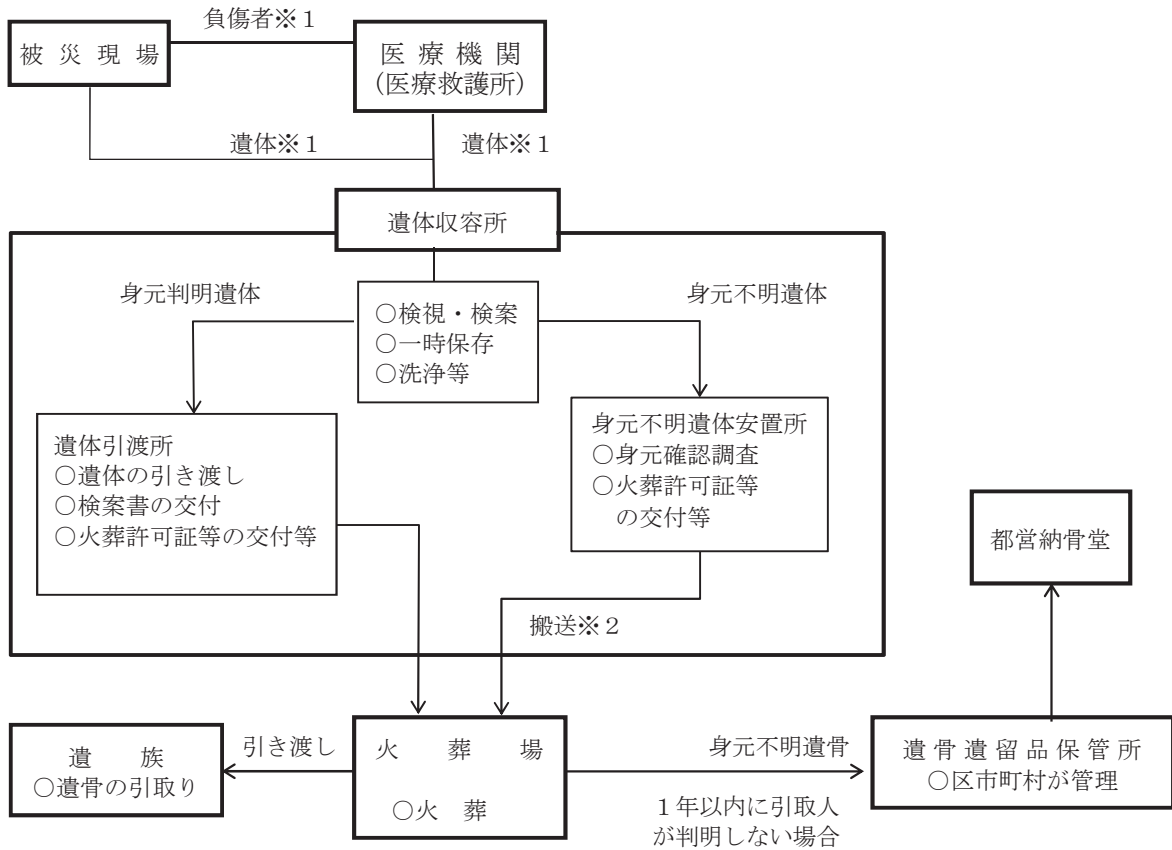 負傷者※１
被災現場
医療機関
(医療救護所)
遺体※１
遺体※１
遺体収容所
身元判明遺体
身元不明遺体
○検視・検案
○一時保存
○洗浄等
遺体引渡所
○遺体の引き渡し
○検案書の交付
○火葬許可証等の交付等
身元不明遺体安置所
○身元確認調査
○火葬許可証等
の交付等
都営納骨堂
搬送※２
遺族
○遺骨の引取り
引き渡し
火葬場
○火葬
身元不明遺骨
１年以内に引取人
が判明しない場合
遺骨遺留品保管所
○区市町村が管理